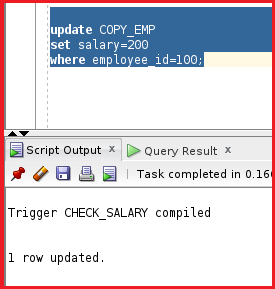 update COPY_EMP
set salary=200
where employee_id=100;
Script Output x Query Result x
Task completed in 0.16
Trigger CHECK_SALARY compiled
1 row updated.